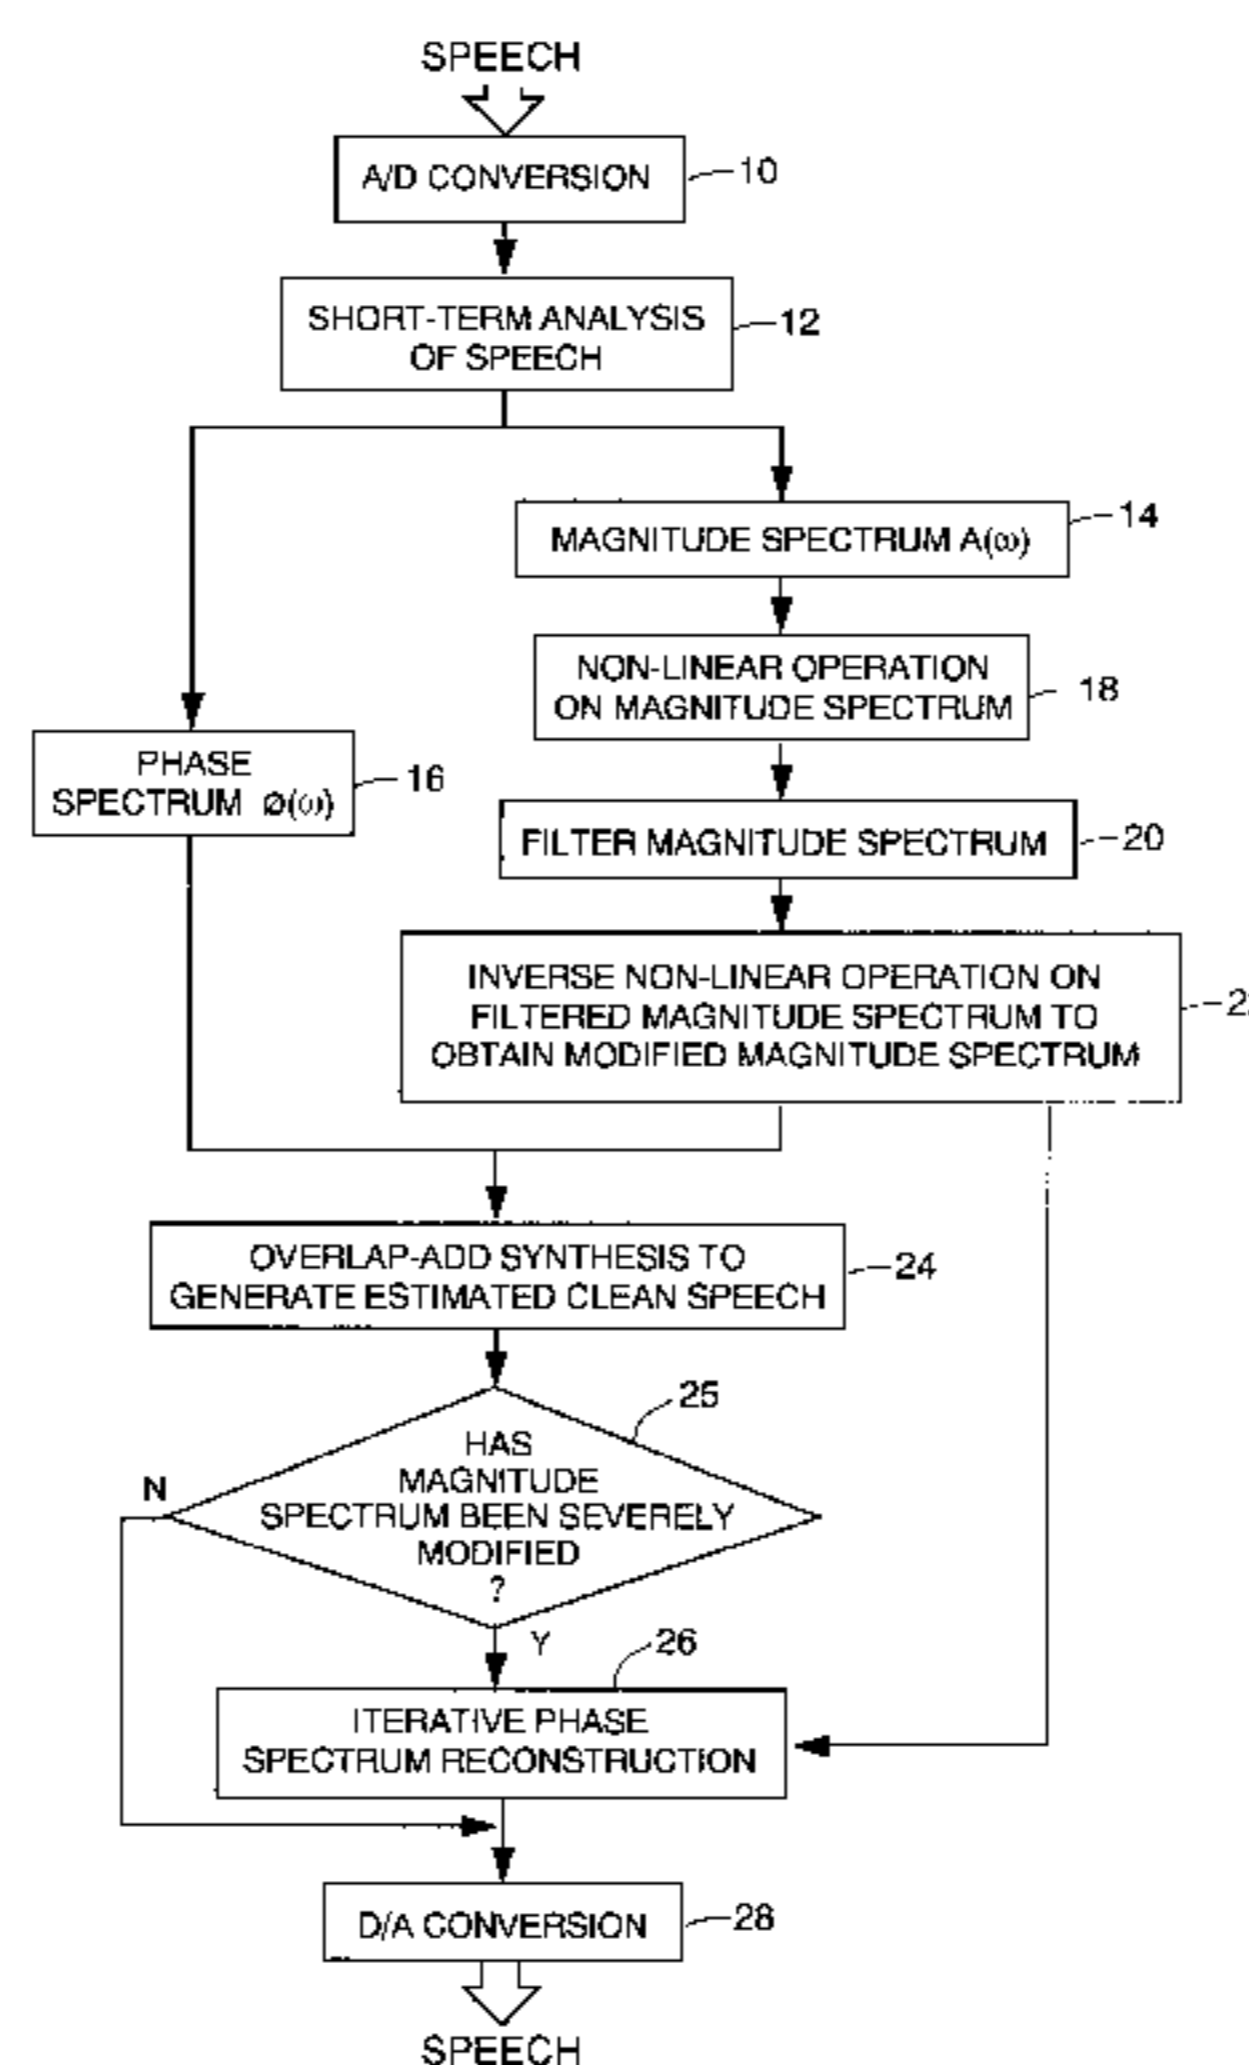 SPEECH
A/D CONVERSION
10
SHORT-TERM ANALYSIS
OF SPEECH
12
MAGNITUDE SPECTRUM A(ω)
14
NON-LINEAR OPERATION
ON MAGNITUDE SPECTRUM
18
PHASE
SPECTRUM ø(ω)
16
FILTER MAGNITUDE SPECTRUM
20
INVERSE NON-LINEAR OPERATION ON
FILTERED MAGNITUDE SPECTRUM TO
OBTAIN MODIFIED MAGNITUDE SPECTRUM
OVERLAP-ADD SYNTHESIS TO
GENERATE ESTIMATED CLEAN SPEECH
24
25
HAS
MAGNITUDE
SPECTRUM BEEN SEVERELY
MODIFIED
?
N
Y
26
ITERATIVE PHASE
SPECTRUM RECONSTRUCTION
D/A CONVERSION
28
SPEECH